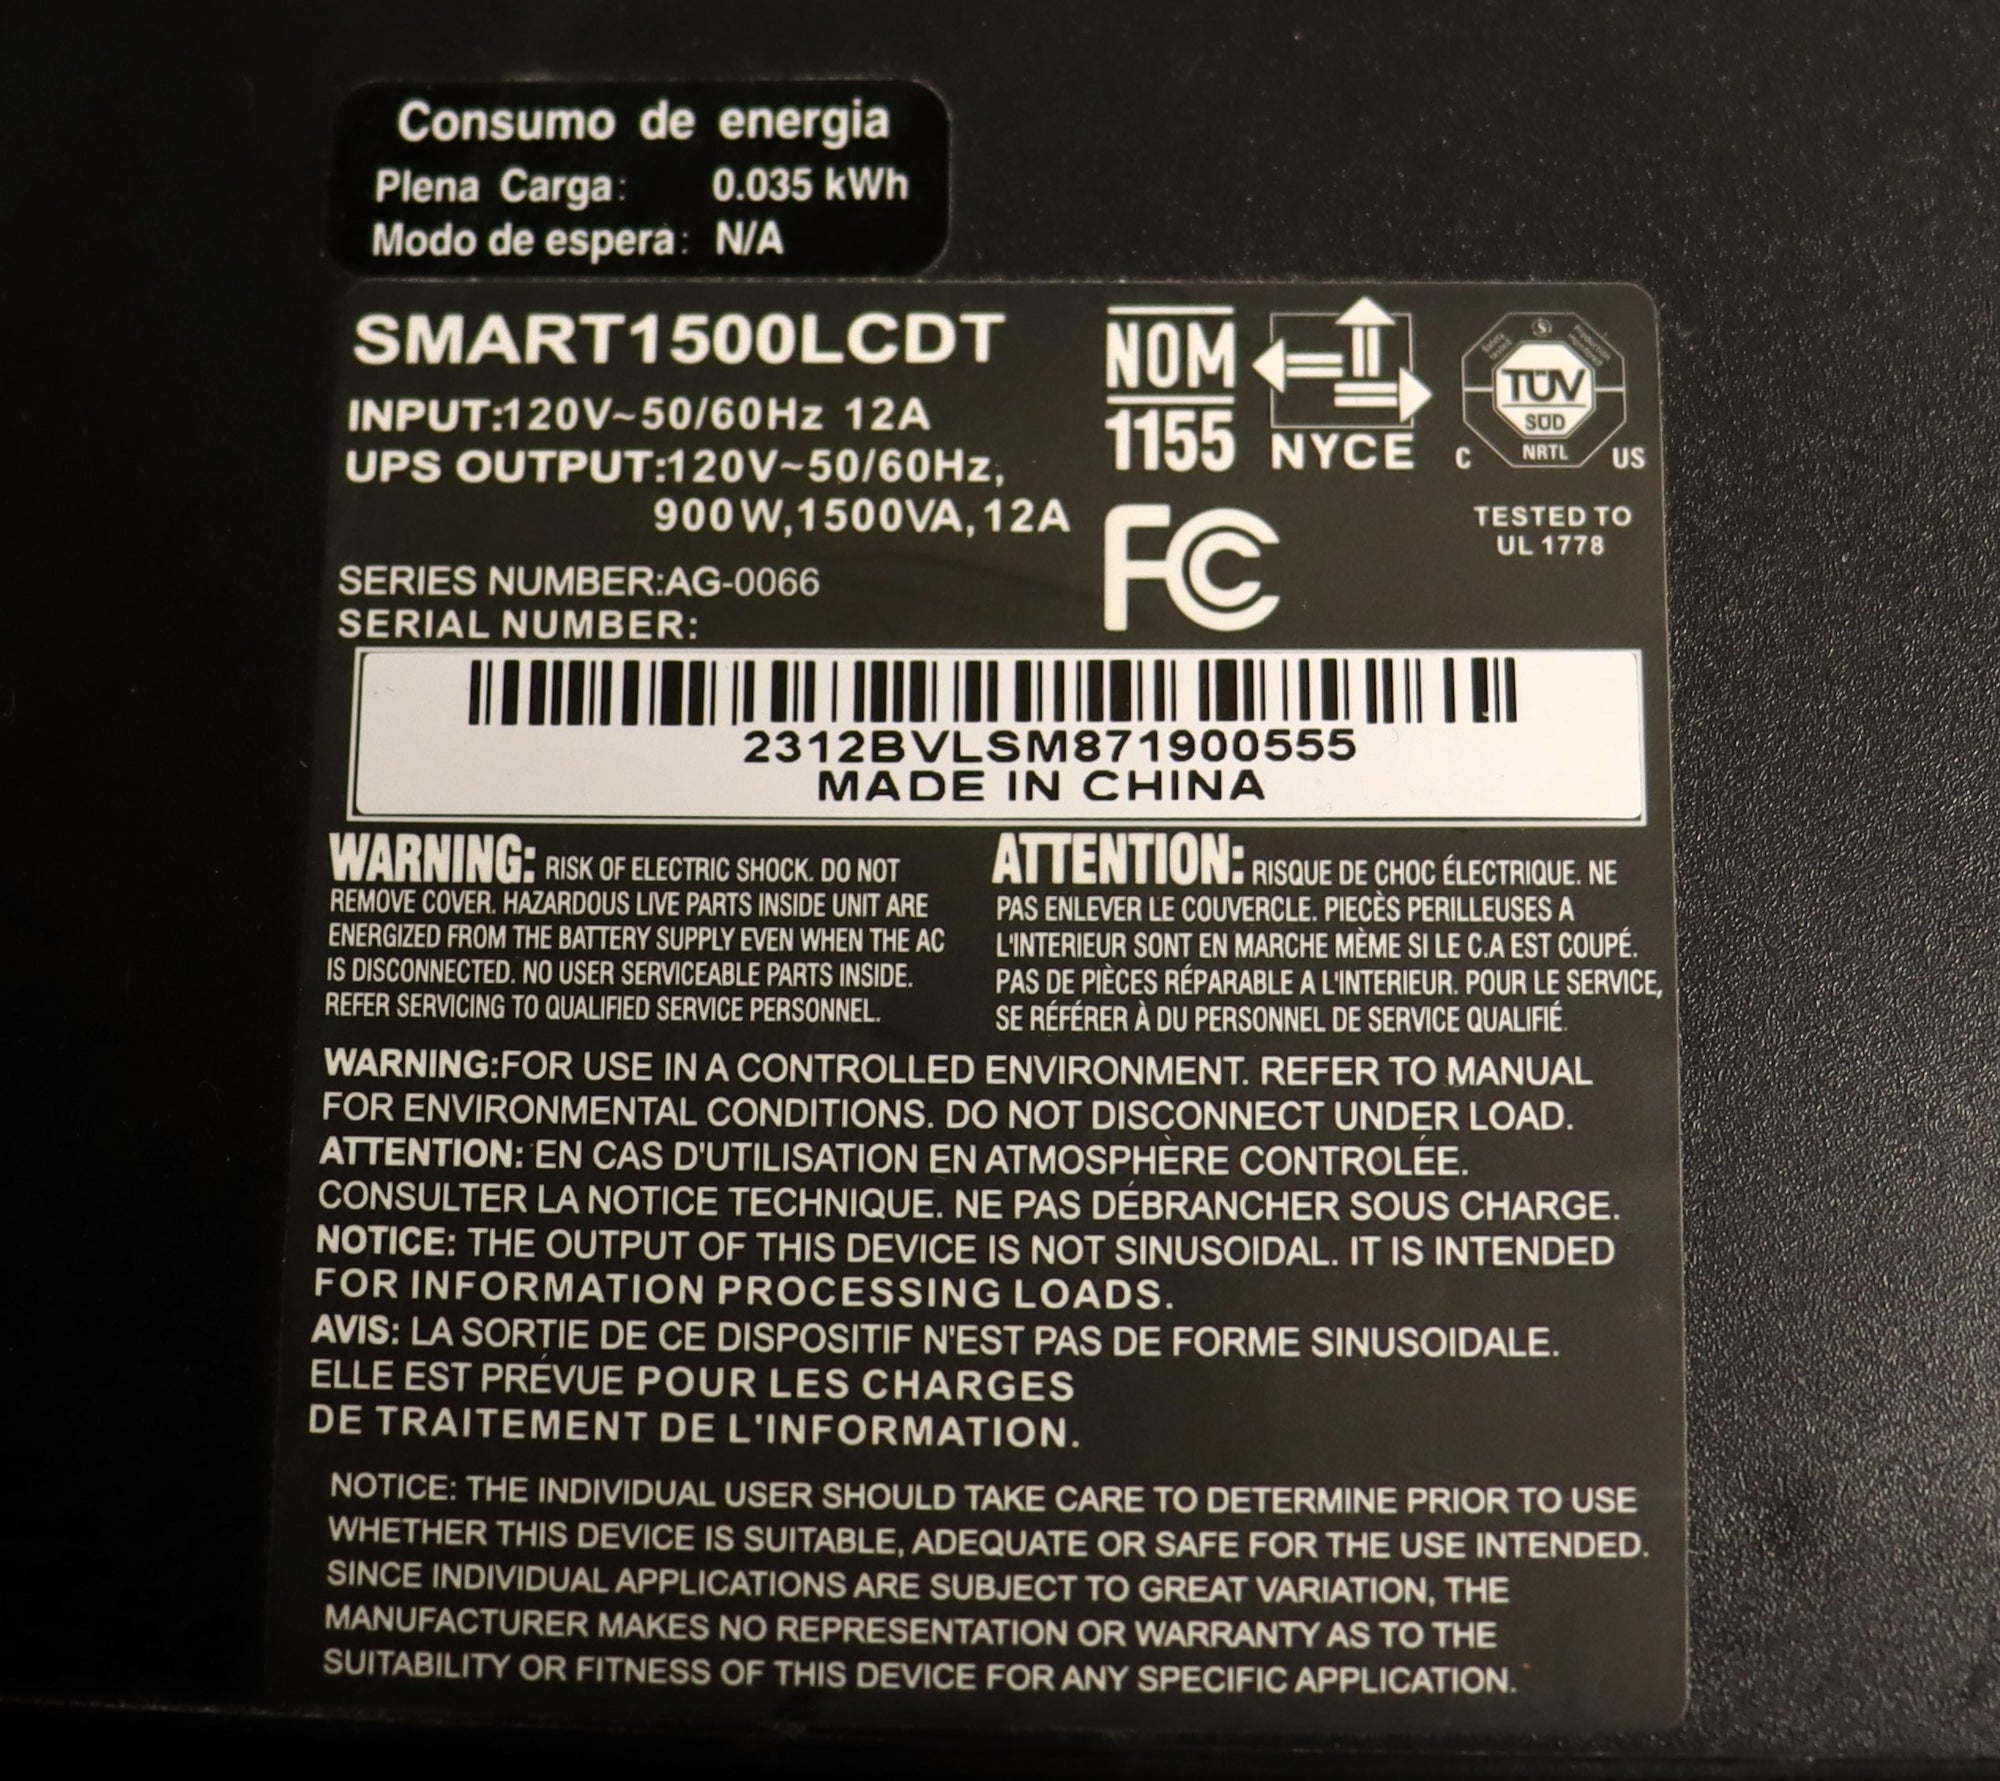 Consumo de energia
Plena Carga: 0.035 kWh
Modo de espera: N/A
SMART1500LCDT
INPUT:120V~50/60Hz 12A
UPS OUTPUT:120V~50/60Hz,
900W,1500VA,12A
SERIES NUMBER:AG-0066
SERIAL NUMBER:
NOM
1155
NYCE
TÜV
SÜD
NRTL
C US
TESTED TO
UL 1778
FC
2312BVLSM871900555
MADE IN CHINA
WARNING: RISK OF ELECTRIC SHOCK. DO NOT
REMOVE COVER. HAZARDOUS LIVE PARTS INSIDE UNIT ARE
ENERGIZED FROM THE BATTERY SUPPLY EVEN WHEN THE AC
IS DISCONNECTED. NO USER SERVICEABLE PARTS INSIDE.
REFER SERVICING TO QUALIFIED SERVICE PERSONNEL.
ATTENTION: RISQUE DE CHOC ÉLECTRIQUE. NE
PAS ENLEVER LE COUVERCLE. PIECÈS PERILLEUSES A
L'INTERIEUR SONT EN MARCHE MÈME SI LE C.A EST COUPÉ.
PAS DE PIÈCES RÉPARABLE A L'INTERIEUR. POUR LE SERVICE,
SE RÉFÉRER À DU PERSONNEL DE SERVICE QUALIFIÉ.
WARNING:FOR USE IN A CONTROLLED ENVIRONMENT. REFER TO MANUAL
FOR ENVIRONMENTAL CONDITIONS. DO NOT DISCONNECT UNDER LOAD.
ATTENTION: EN CAS D'UTILISATION EN ATMOSPHÈRE CONTROLÉE.
CONSULTER LA NOTICE TECHNIQUE. NE PAS DÉBRANCHER SOUS CHARGE.
NOTICE: THE OUTPUT OF THIS DEVICE IS NOT SINUSOIDAL. IT IS INTENDED
FOR INFORMATION PROCESSING LOADS.
AVIS: LA SORTIE DE CE DISPOSITIF N'EST PAS DE FORME SINUSOIDALE.
ELLE EST PRÉVUE POUR LES CHARGES
DE TRAITEMENT DE L'INFORMATION.
NOTICE: THE INDIVIDUAL USER SHOULD TAKE CARE TO DETERMINE PRIOR TO USE
WHETHER THIS DEVICE IS SUITABLE, ADEQUATE OR SAFE FOR THE USE INTENDED.
SINCE INDIVIDUAL APPLICATIONS ARE SUBJECT TO GREAT VARIATION, THE
MANUFACTURER MAKES NO REPRESENTATION OR WARRANTY AS TO THE
SUITABILITY OR FITNESS OF THIS DEVICE FOR ANY SPECIFIC APPLICATION.